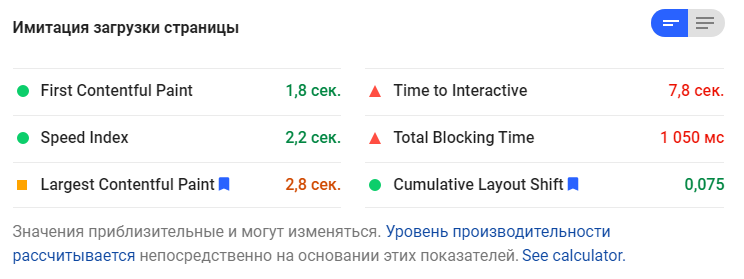 Имитация загрузки страницы
First Contentful Paint 1,8 сек.
Time to Interactive 7,8 сек.
Speed Index 2,2 сек.
Total Blocking Time 1 050 мс
Largest Contentful Paint 2,8 сек.
Cumulative Layout Shift 0,075
Значения приблизительные и могут изменяться. Уровень производительности
рассчитывается непосредственно на основании этих показателей. See calculator.